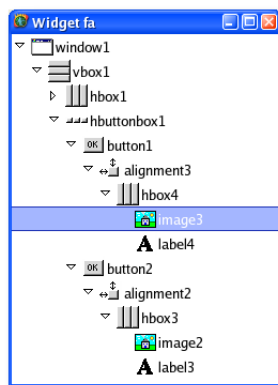 Widget fa
window1
vbox1
hbox1
hbuttonbox1
OK button1
alignment3
hbox4
image3
A label4
OK button2
alignment2
hbox3
image2
A label3